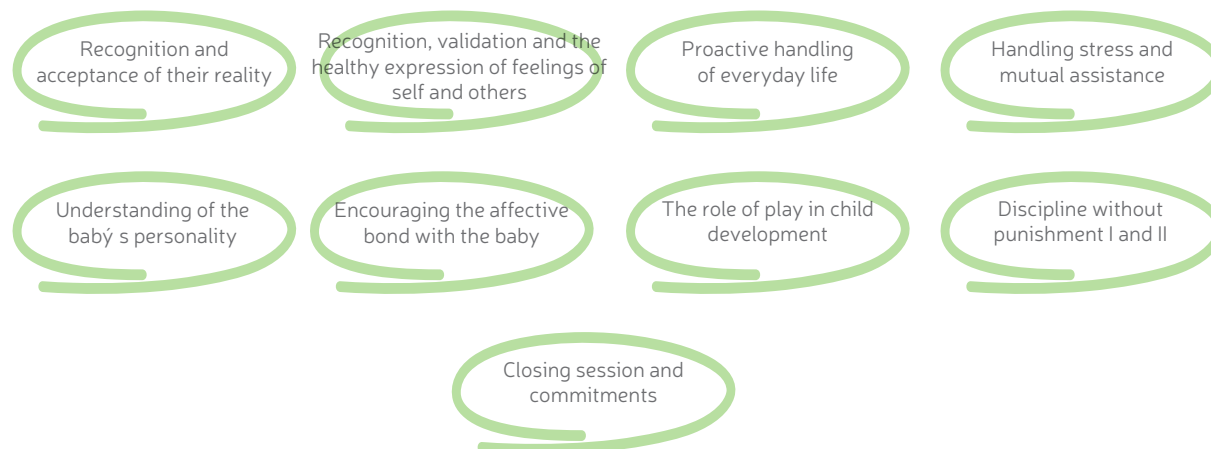 Recognition and
acceptance of their reality
Recognition, validation and the
healthy expression of feelings of
self and others
Proactive handling
of everyday life
Handling stress and
mutual assistance
Understanding of the
babý s personality
Encouraging the affective
bond with the baby
The role of play in child
development
Discipline without
punishment I and II
Closing session and
commitments